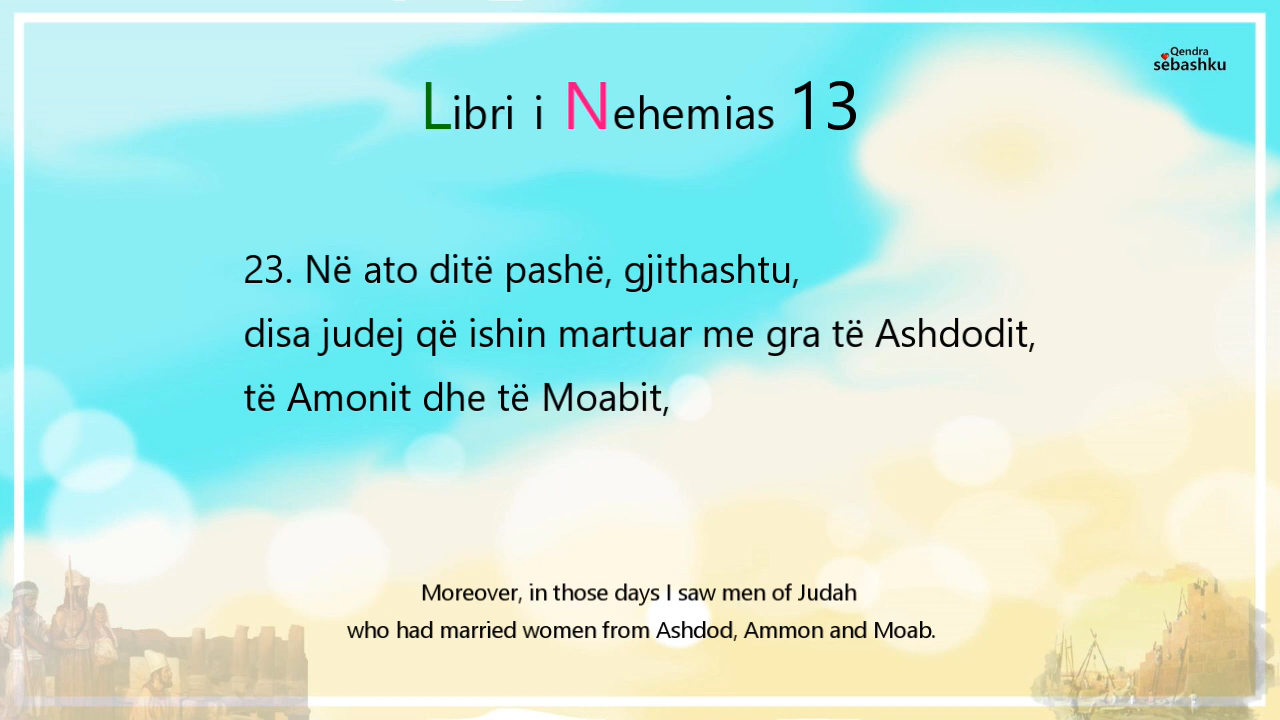 Qendra
sëbashku
Libri i Nehemias 13
23. Në ato ditë pashë, gjithashtu,
disa judej që ishin martuar me gra të Ashdodit,
të Amonit dhe të Moabit,
Moreover, in those days I saw men of Judah
who had married women from Ashdod, Ammon and Moab.